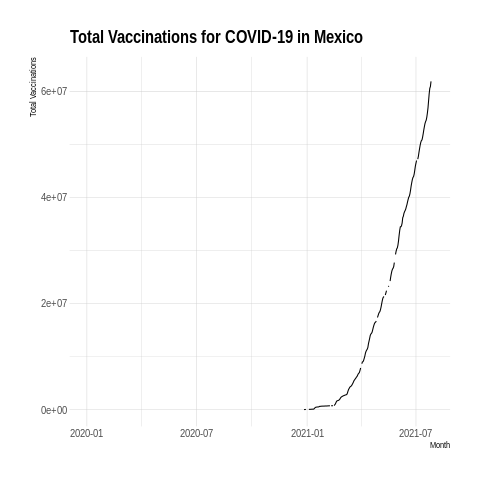 Total Vaccinations for COVID-19 in Mexico
Total Vaccinations
6e+07
4e+07
2e+07
0e+00
2020-01
2020-07
2021-01
2021-07
Month